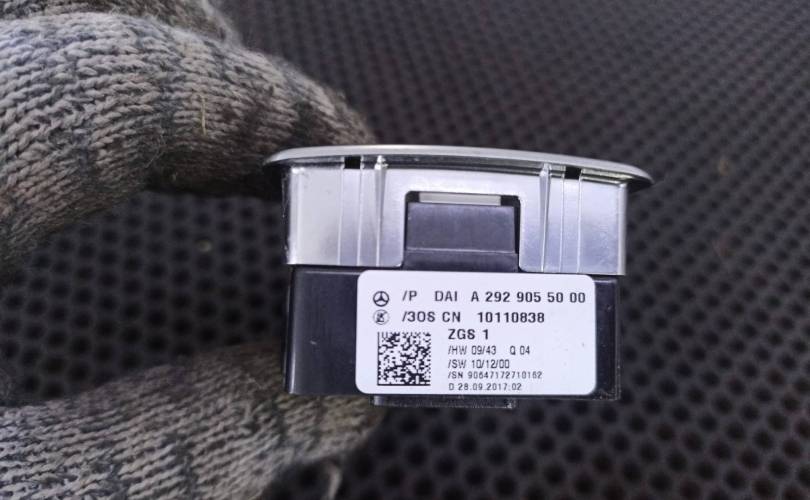 /P DAI A 292 905 50 00
/3OS CN 10110838
ZGS 1
/HW 09/43 Q 04
/SW 10/12/00
/SN 90647172710162
D 28.09.2017:02